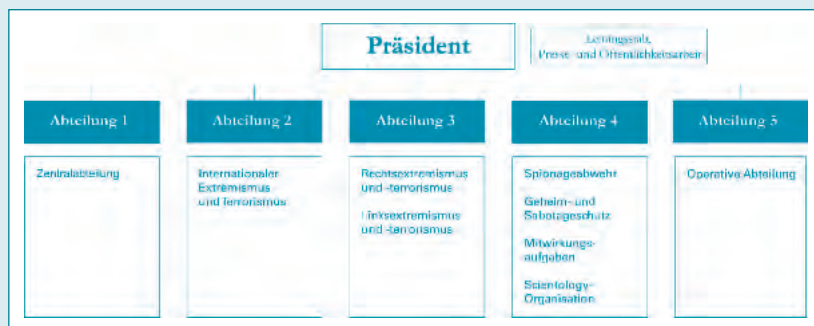 Präsident
Leitungsstab,
Presse- und Öffentlichkeitsarbeit
Abteilung 1
Abteilung 2
Abteilung 3
Abteilung 4
Abteilung 5
Zentralabteilung
Internationaler
Extremismus
und Terrorismus
Rechtsextremismus
und -terrorismus
Linksextremismus
und -terrorismus
Spionageabwehr
Geheim- und
Sabotageschutz
Mitwirkungs-
aufgaben
Scientology-
Organisation
Operative Abteilung